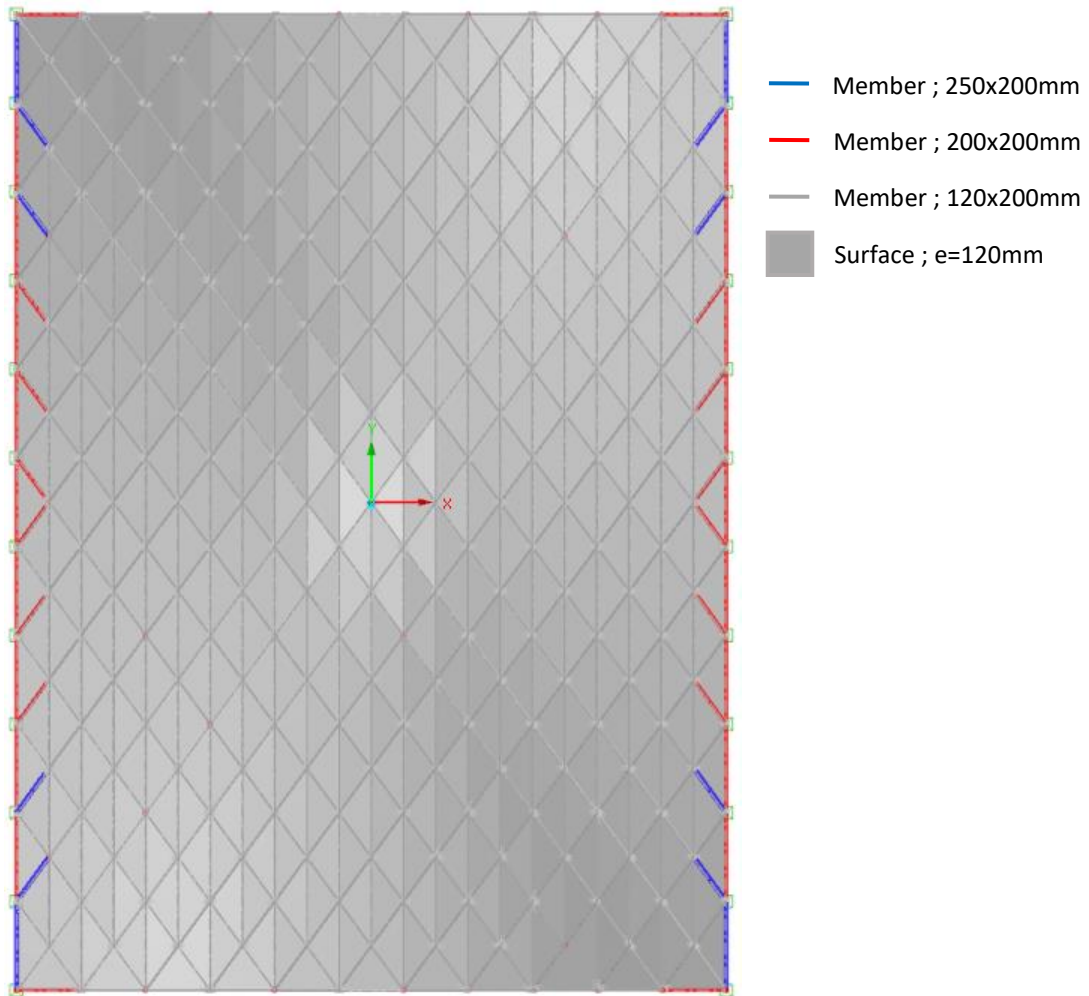 Member ; 250x200mm
Member ; 200x200mm
Member ; 120x200mm
Surface ; e=120mm
Y
X